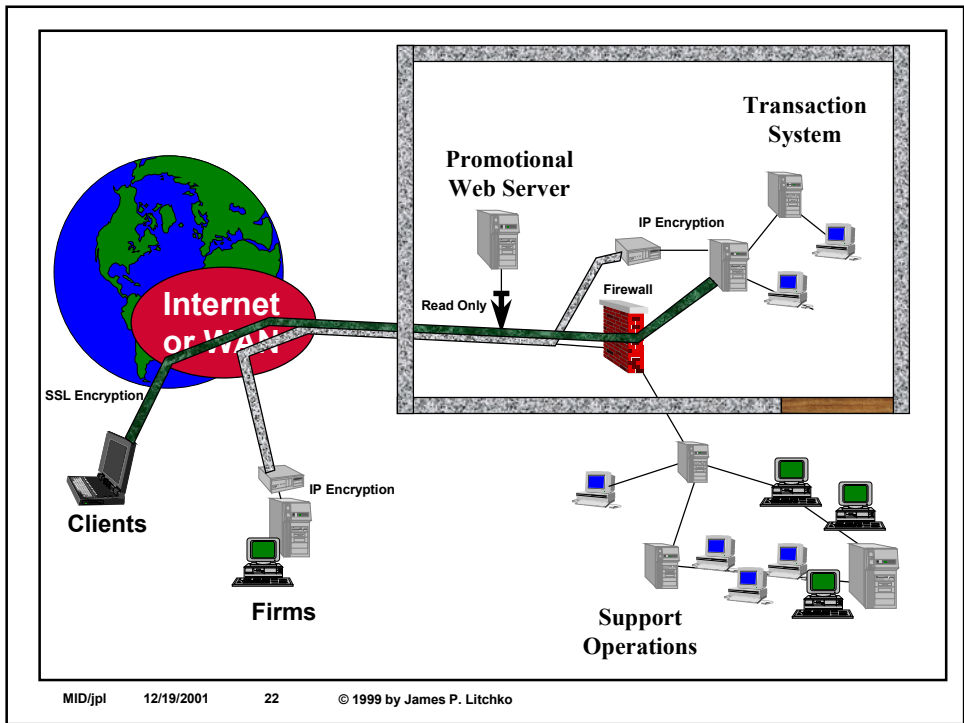 Transaction
System
Promotional
Web Server
IP Encryption
Firewall
Read Only
Internet
or WAN
SSL Encryption
IP Encryption
Clients
Firms
Support
Operations
MID/jpl 12/19/2001 22 © 1999 by James P. Litchko